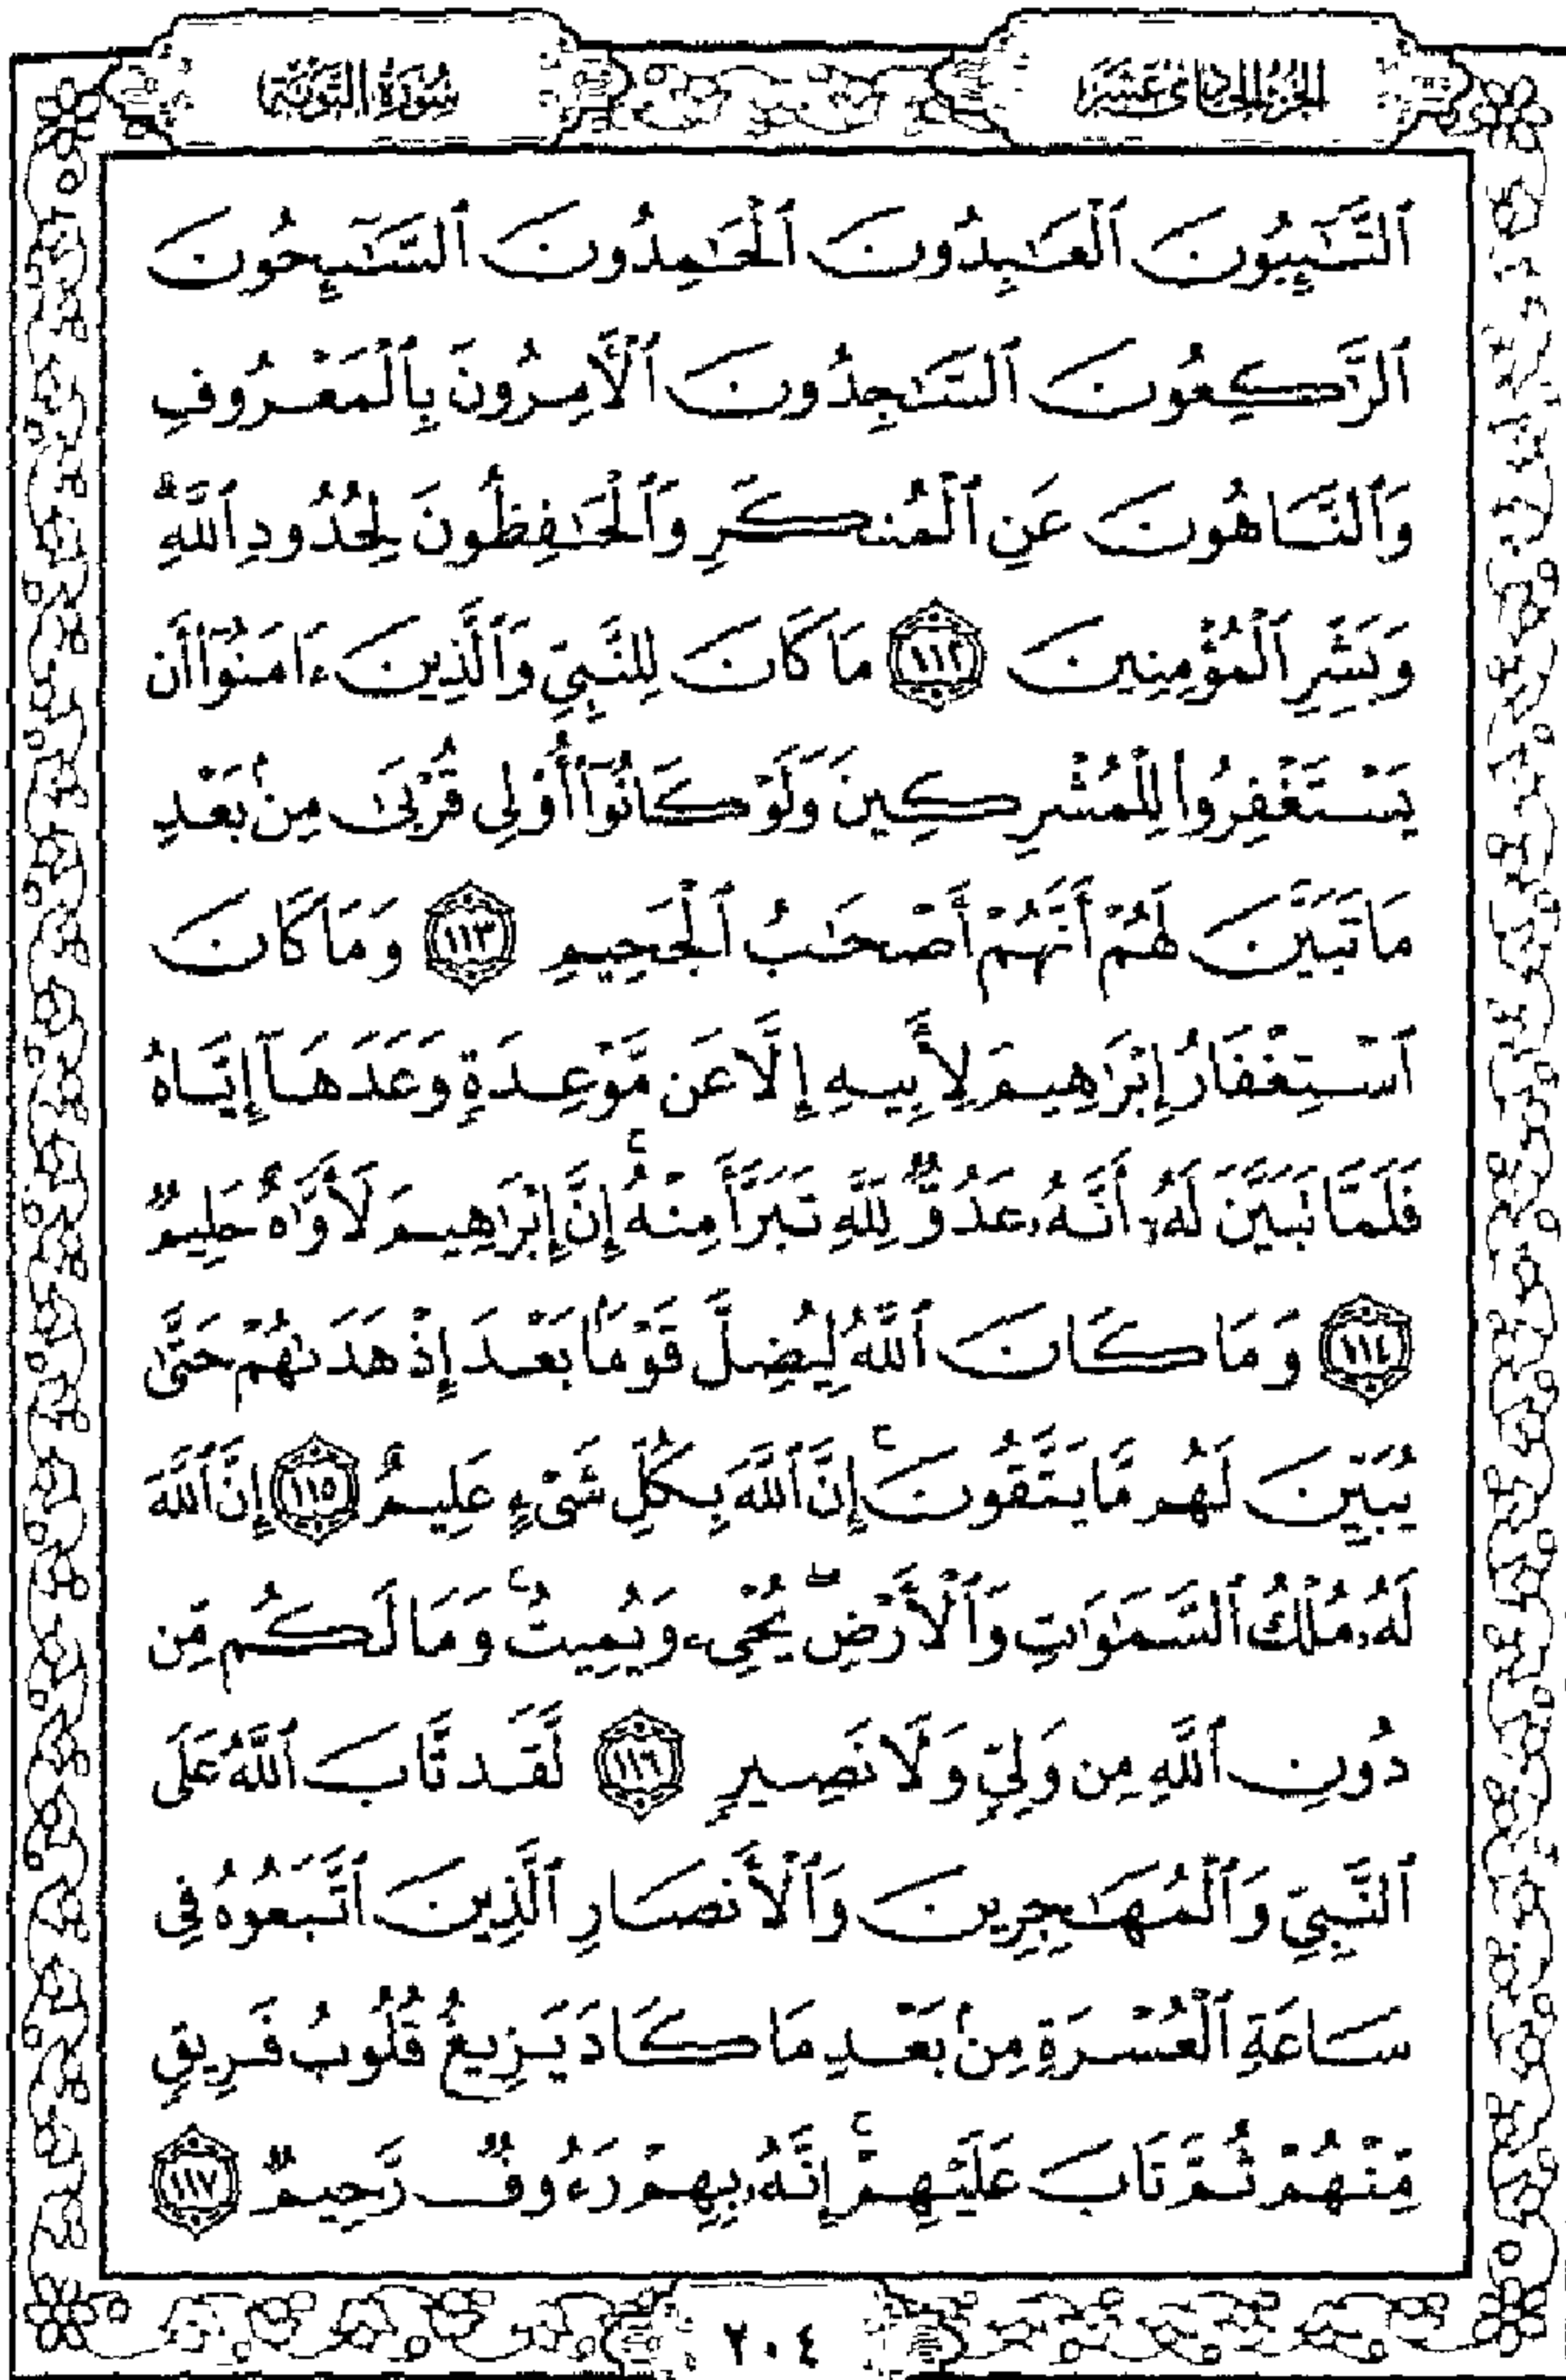 الجزء الحادي عشر
سورة التوبة
ٱلتَّٰٓئِبُونَ ٱلْعَٰبِدُونَ ٱلْحَٰمِدُونَ ٱلسَّٰٓئِحُونَ
ٱلرَّٰكِعُونَ ٱلسَّٰجِدُونَ ٱلْأَمِرُونَ بِٱلْمَعْرُوفِ
وَٱلنَّاهُونَ عَنِ ٱلْمُنكَرِ وَٱلْحَٰفِظُونَ لِحُدُودِ ٱللَّهِ ۗ
وَبَشِّرِ ٱلْمُؤْمِنِينَ ١١٢ مَا كَانَ لِلنَّبِيِّ وَٱلَّذِينَ ءَامَنُوٓا۟ أَن
يَسْتَغْفِرُوا۟ لِلْمُشْرِكِينَ وَلَوْ كَانُوٓا۟ أُو۟لِى قُرْبَىٰ مِنۢ بَعْدِ
مَا تَبَيَّنَ لَهُمْ أَنَّهُمْ أَصْحَٰبُ ٱلْجَحِيمِ ١١٣ وَمَا كَانَ
ٱسْتِغْفَارُ إِبْرَٰهِيمَ لِأَبِيهِ إِلَّا عَن مَّوْعِدَةٍ وَعَدَهَآ إِيَّاهُ
فَلَمَّا تَبَيَّنَ لَهُۥٓ أَنَّهُۥ عَدُوٌّ لِّلَّهِ تَبَرَّأَ مِنْهُ ۚ إِنَّ إِبْرَٰهِيمَ لَأَوَّٰهٌ حَلِيمٌ
١١٤ وَمَا كَانَ ٱللَّهُ لِيُضِلَّ قَوْمًۢا بَعْدَ إِذْ هَدَىٰهُمْ حَتَّىٰ
يُبَيِّنَ لَهُم مَّا يَتَّقُونَ ۚ إِنَّ ٱللَّهَ بِكُلِّ شَىْءٍ عَلِيمٌ ١١٥ إِنَّ ٱللَّهَ
لَهُۥ مُلْكُ ٱلسَّمَٰوَٰتِ وَٱلْأَرْضِ ۖ يُحْىِۦ وَيُمِيتُ ۚ وَمَا لَكُم مِّن
دُونِ ٱللَّهِ مِن وَلِىٍّ وَلَا نَصِيرٍ ١١٦ لَّقَد تَّابَ ٱللَّهُ عَلَى
ٱلنَّبِىِّ وَٱلْمُهَٰجِرِينَ وَٱلْأَنصَارِ ٱلَّذِينَ ٱتَّبَعُوهُ فِى
سَاعَةِ ٱلْعُسْرَةِ مِنۢ بَعْدِ مَا كَادَ يَزِيغُ قُلُوبُ فَرِيقٍ
مِّنْهُمْ ثُمَّ تَابَ عَلَيْهِمْ ۚ إِنَّهُۥ بِهِمْ رَءُوفٌ رَّحِيمٌ ١١٧
٢٠٤